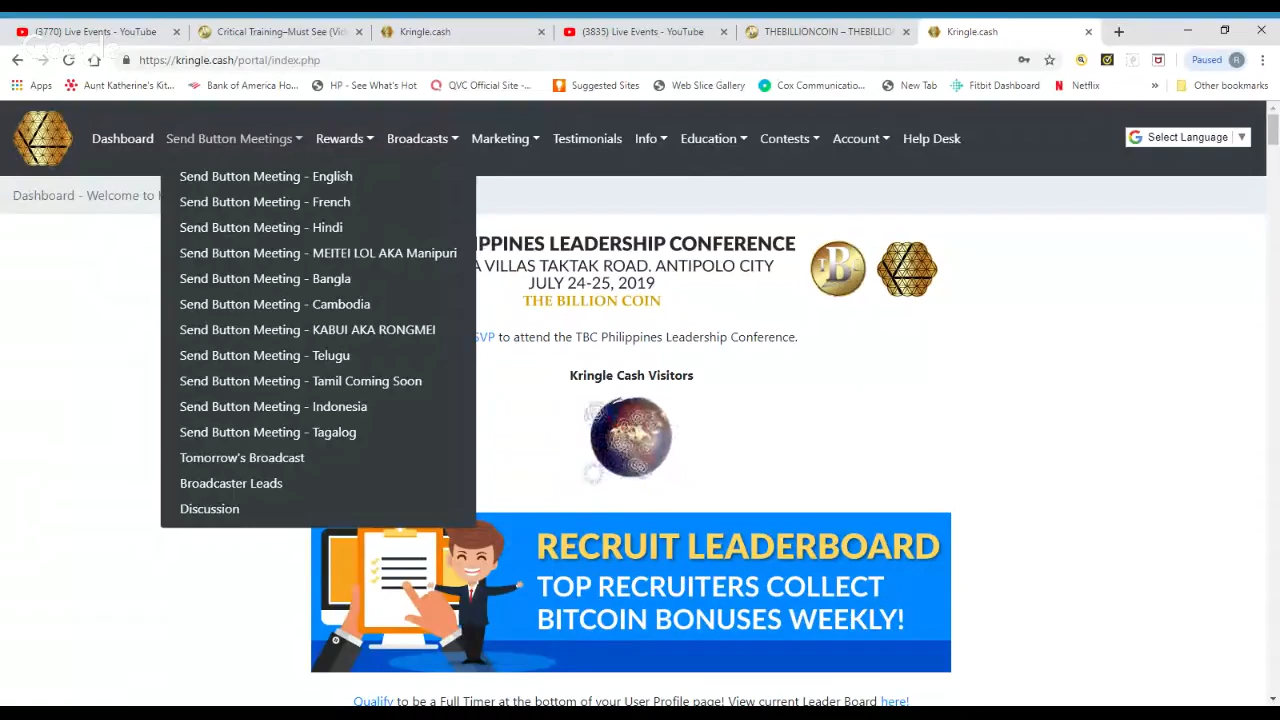 (3770) Live Events - YouTube
Critical Training–Must See (Vid
Kringle.cash
(3835) Live Events - YouTube
THEBILLIONCOIN – THEBILLIO
Kringle.cash
Google
https://kringle.cash/portal/index.php
Paused
R
Apps
Aunt Katherine's Kit...
Bank of America Ho...
HP - See What's Hot
QVC Official Site -...
Suggested Sites
Web Slice Gallery
Cox Communicatio...
New Tab
Fitbit Dashboard
Netflix
»
Other bookmarks
Dashboard
Send Button Meetings
Rewards
Broadcasts
Marketing
Testimonials
Info
Education
Contests
Account
Help Desk
Select Language
Dashboard - Welcome to
Send Button Meeting - English
Send Button Meeting - French
Send Button Meeting - Hindi
Send Button Meeting - MEITEI LOL AKA Manipuri
Send Button Meeting - Bangla
Send Button Meeting - Cambodia
Send Button Meeting - KABUI AKA RONGMEI
Send Button Meeting - Telugu
Send Button Meeting - Tamil Coming Soon
Send Button Meeting - Indonesia
Send Button Meeting - Tagalog
Tomorrow's Broadcast
Broadcaster Leads
Discussion
IPPINES LEADERSHIP CONFERENCE
A VILLAS TAKTAK ROAD. ANTIPOLO CITY
JULY 24-25, 2019
THE BILLION COIN
SVP to attend the TBC Philippines Leadership Conference.
Kringle Cash Visitors
RECRUIT LEADERBOARD
TOP RECRUITERS COLLECT
BITCOIN BONUSES WEEKLY!
Qualify to be a Full Timer at the bottom of your User Profile page! View current Leader Board here!